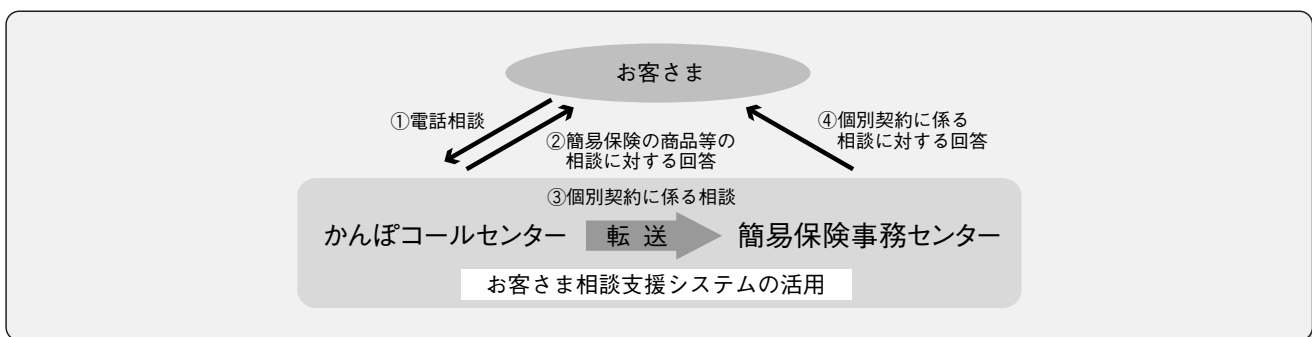 お客さま
①電話相談
②簡易保険の商品等の
相談に対する回答
④個別契約に係る
相談に対する回答
③個別契約に係る相談
かんぽコールセンター 転送 簡易保険事務センター
お客さま相談支援システムの活用